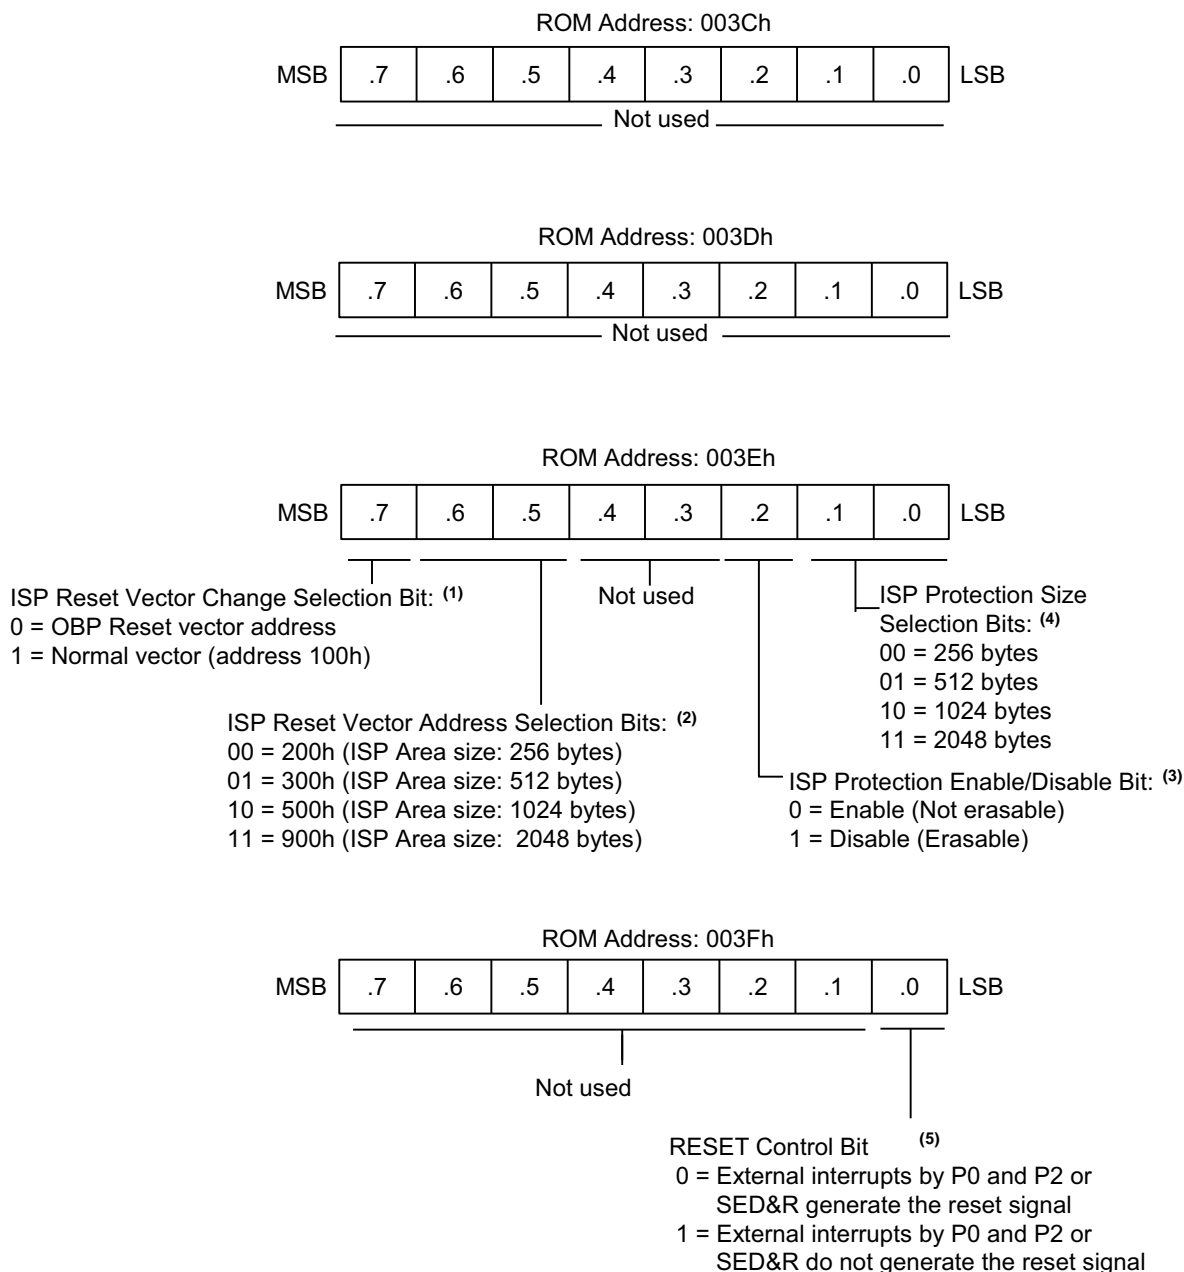 ROM Address: 003Ch
MSB .7 .6 .5 .4 .3 .2 .1 .0 LSB
Not used
ROM Address: 003Dh
MSB .7 .6 .5 .4 .3 .2 .1 .0 LSB
Not used
ROM Address: 003Eh
MSB .7 .6 .5 .4 .3 .2 .1 .0 LSB
ISP Reset Vector Change Selection Bit: (1)
0 = OBP Reset vector address
1 = Normal vector (address 100h)
ISP Reset Vector Address Selection Bits: (2)
00 = 200h (ISP Area size: 256 bytes)
01 = 300h (ISP Area size: 512 bytes)
10 = 500h (ISP Area size: 1024 bytes)
11 = 900h (ISP Area size: 2048 bytes)
Not used
ISP Protection Size
Selection Bits: (4)
00 = 256 bytes
01 = 512 bytes
10 = 1024 bytes
11 = 2048 bytes
ISP Protection Enable/Disable Bit: (3)
0 = Enable (Not erasable)
1 = Disable (Erasable)
ROM Address: 003Fh
MSB .7 .6 .5 .4 .3 .2 .1 .0 LSB
Not used
RESET Control Bit (5)
0 = External interrupts by P0 and P2 or
SED&R generate the reset signal
1 = External interrupts by P0 and P2 or
SED&R do not generate the reset signal